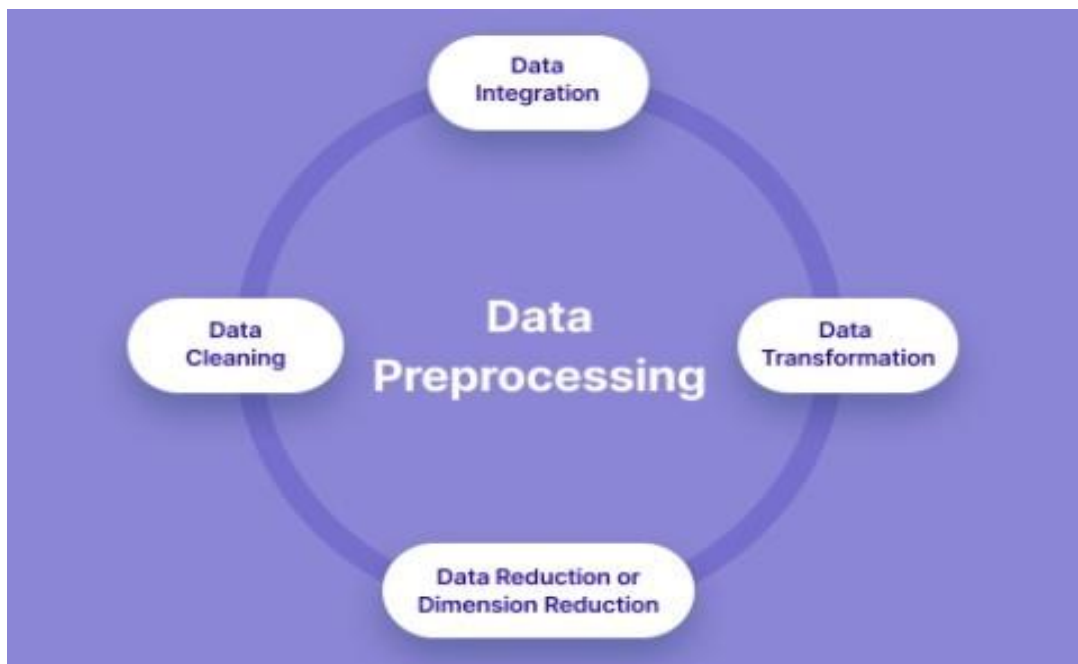 Data
Integration
Data
Cleaning
Data
Preprocessing
Data
Transformation
Data Reduction or
Dimension Reduction